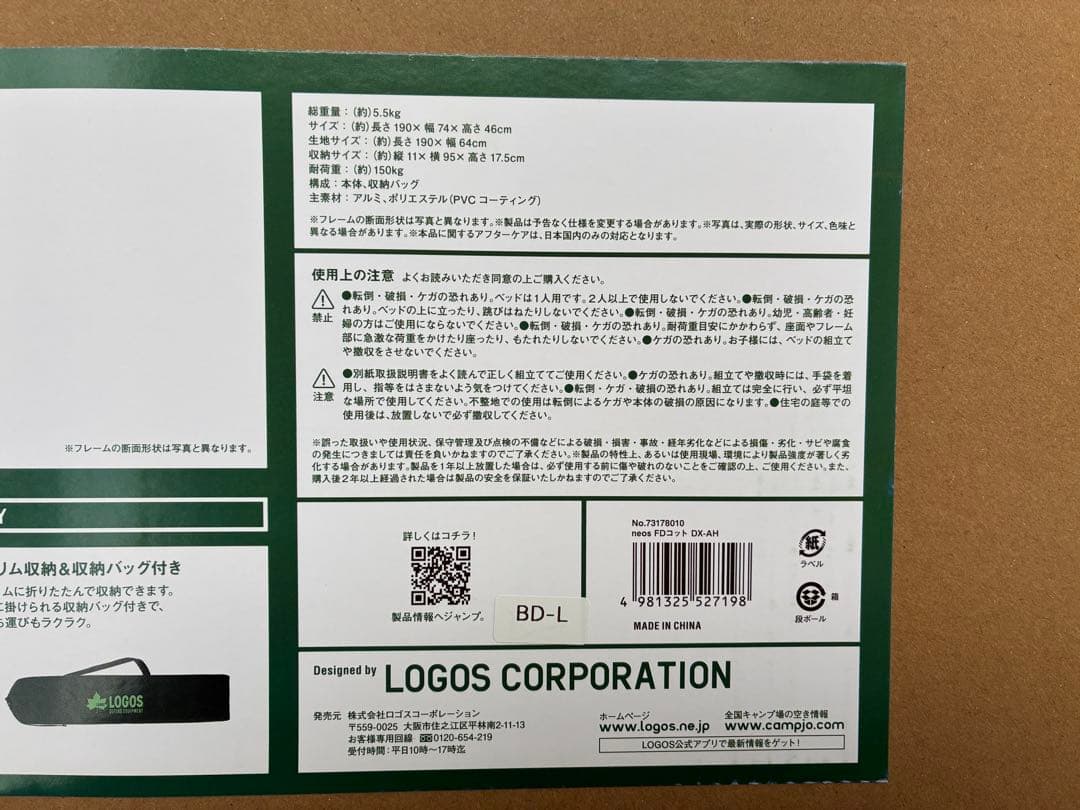 総重量：(約)5.5kg
サイズ：(約)長さ190×幅74×高さ46cm
生地サイズ：(約)長さ190×幅64cm
収納サイズ：(約)縦11×横95×高さ17.5cm
耐荷重：(約)150kg
構成：本体、収納バッグ
主素材：アルミ、ポリエステル(PVCコーティング)
※フレームの断面形状は写真と異なります。※製品は予告なく仕様を変更する場合があります。※写真は、実際の形状、サイズ、色味と
異なる場合があります。※本品に関するアフターケアは、日本国内のみの対応となります。
使用上の注意 よくお読みいただき同意の上ご購入ください。
禁止
●転倒・破損・ケガの恐れあり。ベッドは1人用です。2人以上で使用しないでください。●転倒・破損・ケガの恐
れあり。ベッドの上に立ったり、跳びはねたりしないでください。●転倒・破損・ケガの恐れあり。幼児・高齢者・妊
婦の方はご使用にならないでください。●転倒・破損・ケガの恐れあり。耐荷重目安にかかわらず、座面やフレーム
部に急激な荷重をかけたり座ったり、もたれたりしないでください。●ケガの恐れあり。お子様には、ベッドの組立て
や撤収をさせないでください。
注意
●別紙取扱説明書をよく読んで正しく組立ててご使用ください。●ケガの恐れあり。組立てや撤収時には、手袋を着
用し、指等をはさまないよう気をつけてください。●転倒・ケガ・破損の恐れあり。組立ては完全に行い、必ず平坦
な場所で使用してください。不整地での使用は転倒によるケガや本体の破損の原因になります。●住宅の庭等での
使用後は、放置しないで必ず撤収してください。
※誤った取扱いや使用状況、保守管理及び点検の不備などによる破損・損害・事故・経年劣化などによる損傷・劣化・サビや腐食
の発生につきましては責任を負いかねますのでご了承ください。※製品の特性上、あるいは使用現場、環境により製品強度が著しく劣
化する場合があります。製品を1年以上放置した場合は、必ず使用する前に傷や破れのないことをご確認の上、ご使用ください。また、
購入後2年以上経過された場合は製品の安全を保証いたしかねますのでご了承ください。
※フレームの断面形状は写真と異なります。
Y
リム収納&収納バッグ付き
ムに折りたたんで収納できます。
に掛けられる収納バッグ付きで、
ち運びもラクラク。
LOGOS
詳しくはコチラ！
製品情報へジャンプ。
BD-L
No.73178010
neos FDコット DX-AH
4 981325 527198
MADE IN CHINA
紙
ラベル
箱
段ボール
Designed by LOGOS CORPORATION
発売元 株式会社ロゴスコーポレーション
〒559-0025 大阪市住之江区平林南2-11-13
お客様専用回線 0120-654-219
受付時間：平日10時〜17時迄
ホームページ
www.logos.ne.jp
全国キャンプ場の空き情報
www.campjo.com
LOGOS公式アプリで最新情報をゲット！